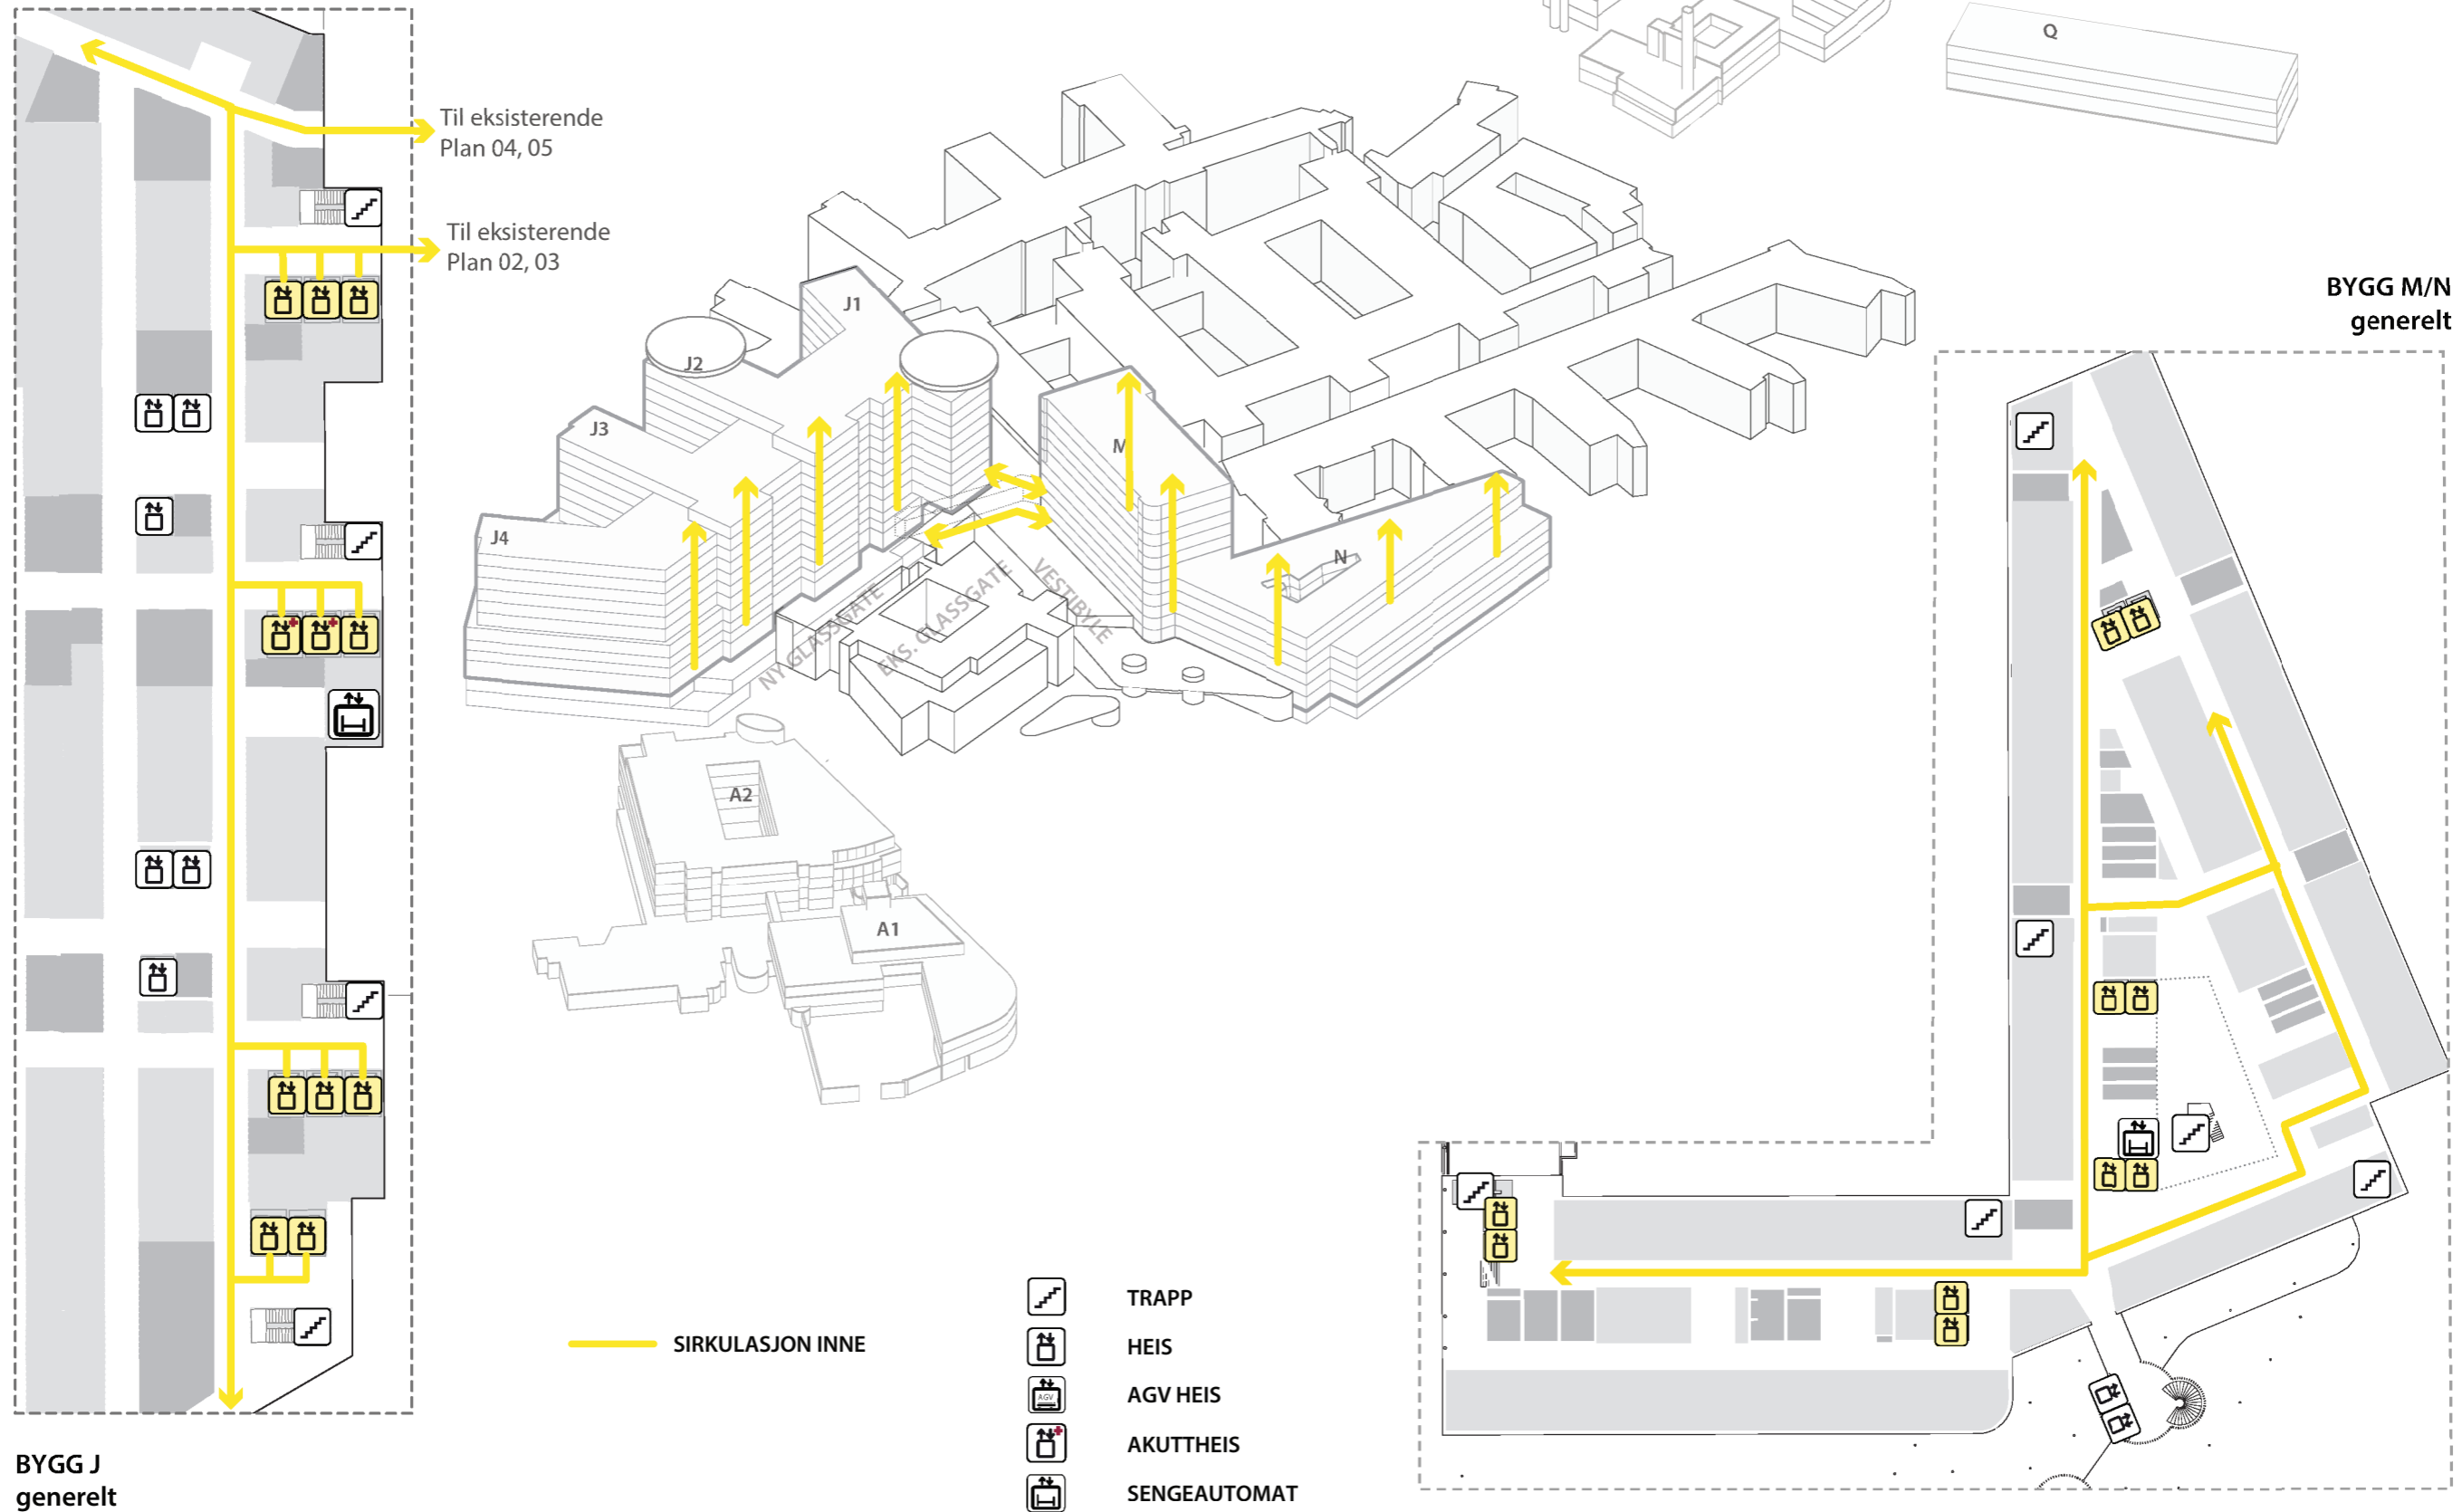 Til eksisterende
Plan 04, 05
Til eksisterende
Plan 02, 03
Q
J1
J2
J3
J4
M
N
NY GLASSGATE
EKS. GLASSGATE
VESTIBYLE
A2
A1
BYGG M/N
generelt
SIRKULASJON INNE
TRAPP
HEIS
AGV
AGV HEIS
AKUTTHEIS
SENGEAUTOMAT
BYGG J
generelt